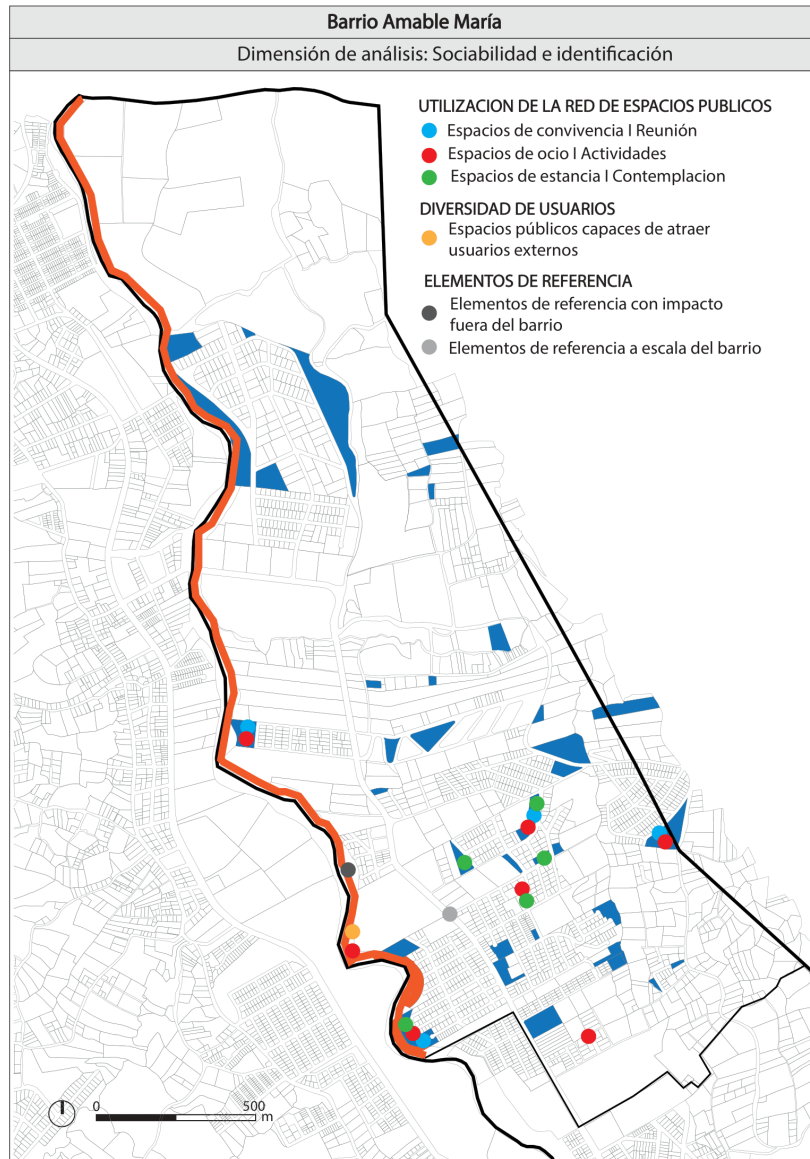 Barrio Amable María
Dimensión de análisis: Sociabilidad e identificación
UTILIZACION DE LA RED DE ESPACIOS PUBLICOS
Espacios de convivencia I Reunión
Espacios de ocio I Actividades
Espacios de estancia I Contemplacion
DIVERSIDAD DE USUARIOS
Espacios públicos capaces de atraer
usuarios externos
ELEMENTOS DE REFERENCIA
Elementos de referencia con impacto
fuera del barrio
Elementos de referencia a escala del barrio
0 500
m